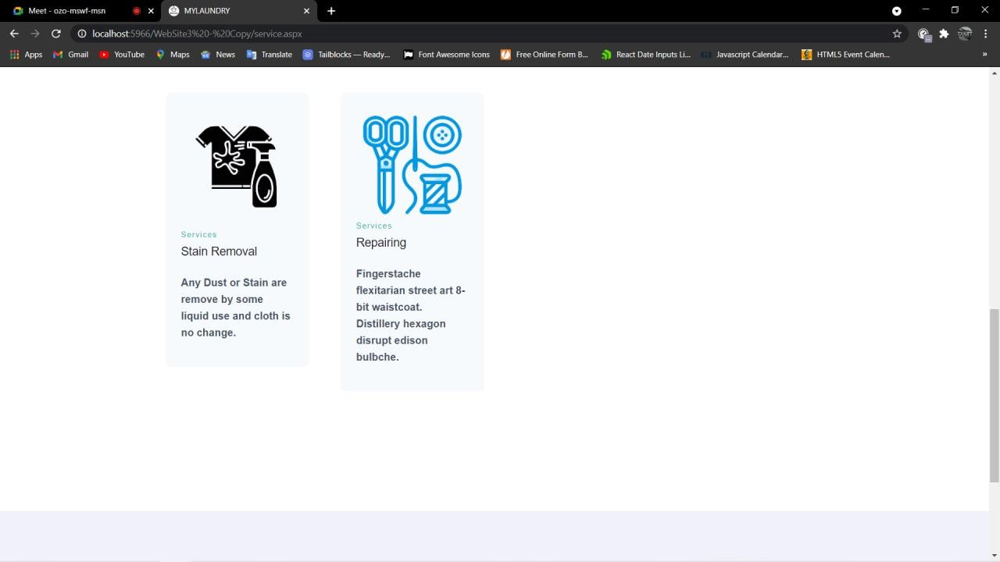 Meet - ozo-mswf-msn
MYLAUNDRY
localhost:5966/WebSite3%20-%20Copy/service.aspx
Apps
Gmail
YouTube
Maps
News
Translate
Tailblocks — Ready...
Font Awesome Icons
Free Online Form B...
React Date Inputs Li...
Javascript Calendar...
HTML5 Event Calen...
»
Services
Stain Removal
Any Dust or Stain are
remove by some
liquid use and cloth is
no change.
Services
Repairing
Fingerstache
flexitarian street art 8-
bit waistcoat.
Distillery hexagon
disrupt edison
bulbche.